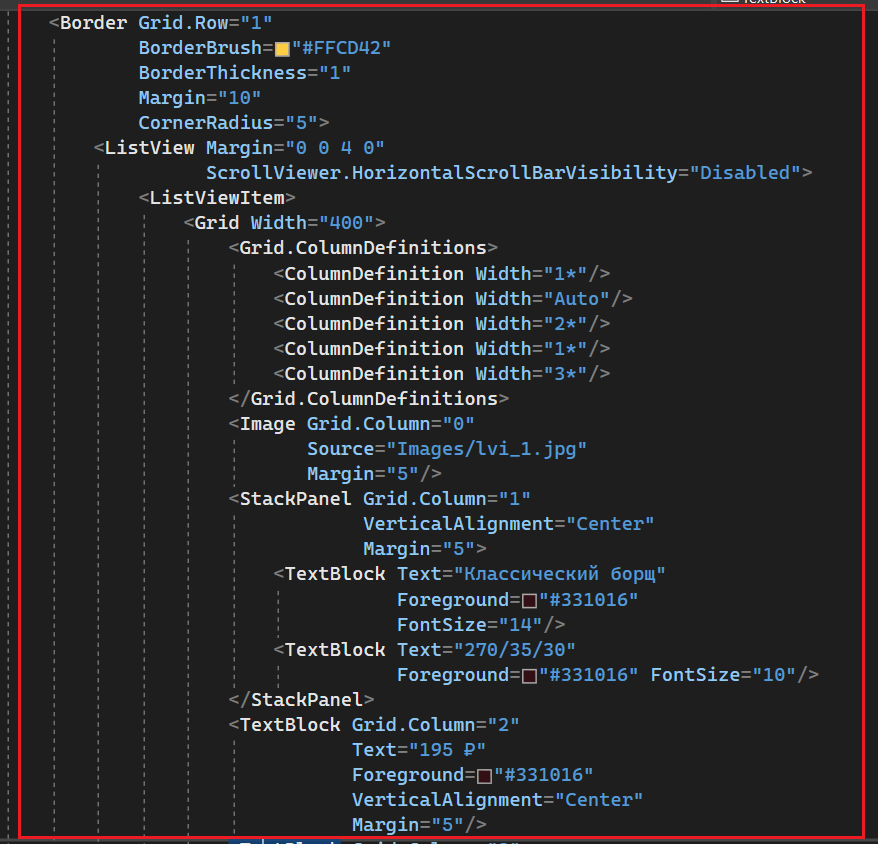 TextBlock
<Border Grid.Row="1"
BorderBrush="#FFCD42"
BorderThickness="1"
Margin="10"
CornerRadius="5">
<ListView Margin="0 0 4 0"
ScrollViewer.HorizontalScrollBarVisibility="Disabled">
<ListViewItem>
<Grid Width="400">
<Grid.ColumnDefinitions>
<ColumnDefinition Width="1*"/>
<ColumnDefinition Width="Auto"/>
<ColumnDefinition Width="2*"/>
<ColumnDefinition Width="1*"/>
<ColumnDefinition Width="3*"/>
</Grid.ColumnDefinitions>
<Image Grid.Column="0"
Source="Images/lvi_1.jpg"
Margin="5"/>
<StackPanel Grid.Column="1"
VerticalAlignment="Center"
Margin="5">
<TextBlock Text="Классический борщ"
Foreground="#331016"
FontSize="14"/>
<TextBlock Text="270/35/30"
Foreground="#331016" FontSize="10"/>
</StackPanel>
<TextBlock Grid.Column="2"
Text="195 ₽"
Foreground="#331016"
VerticalAlignment="Center"
Margin="5"/>